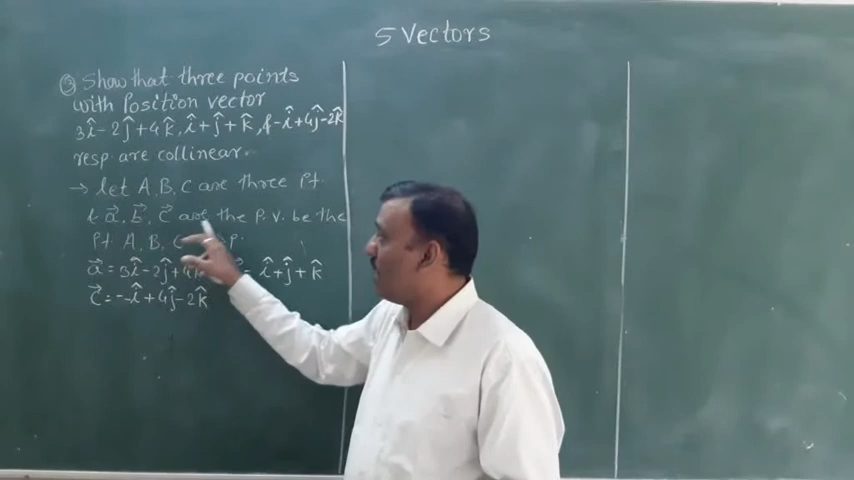 5 Vectors
Q Show that three points
with Position vector
3î-2ĵ+4k̂, î+ĵ+k̂, & -î+4ĵ-2k̂
resp are collinear.
→ let A, B, C are three Pt.
& a⃗, b⃗, c⃗ are the P.V. be the
Pt A, B, C
a⃗ = 3î-2ĵ+4k̂ = î+ĵ+k̂
c⃗ = -î+4ĵ-2k̂